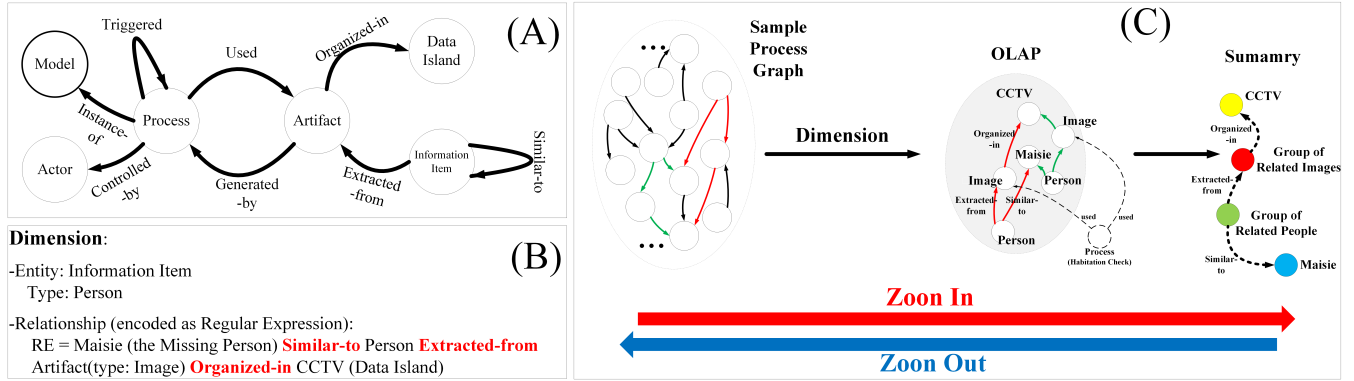 (A)
Triggered
Model
Used
Organized-in
Data
Island
Process
Artifact
Instance-
of
Actor
Controlled
-by
Generated
-by
Extracted
-from
Information
Item
Similar-to
(B)
Dimension:
-Entity: Information Item
Type: Person
-Relationship (encoded as Regular Expression):
RE = Maisie (the Missing Person) Similar-to Person Extracted-from
Artifact(type: Image) Organized-in CCTV (Data Island)
(C)
Sample
Process
Graph
Dimension
OLAP
CCTV
Image
Organized
-in
Maisie
Image
Person
Extracted-
from
Similar-
to
used
used
Person
Process
(Habitation Check)
Sumamry
CCTV
Organized
-in
Group of
Related Images
Extracted-
from
Group of
Related People
Similar-
to
Maisie
Zoon In
Zoon Out